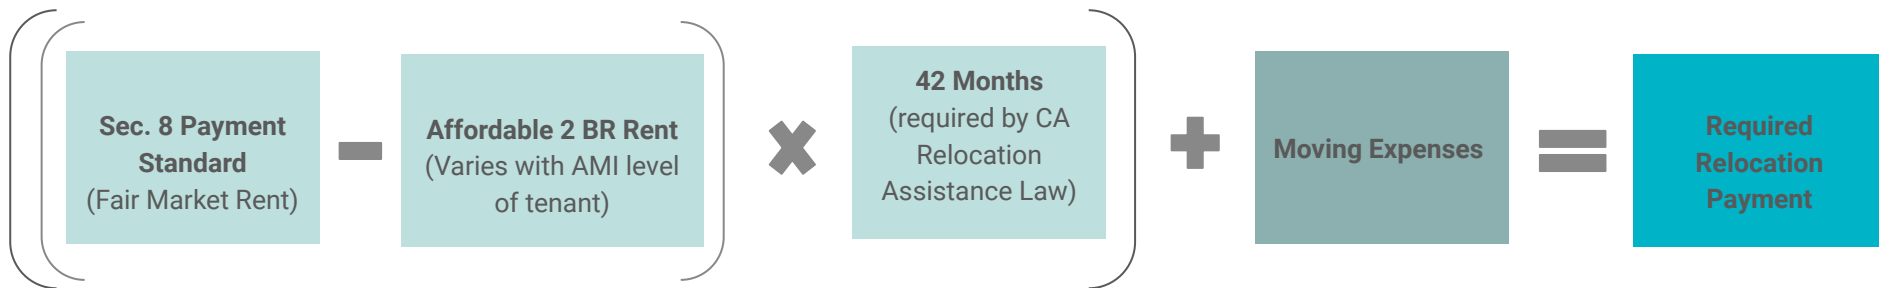 Sec. 8 Payment
Standard
(Fair Market Rent)
Affordable 2 BR Rent
(Varies with AMI level
of tenant)
42 Months
(required by CA
Relocation
Assistance Law)
Moving Expenses
Required
Relocation
Payment